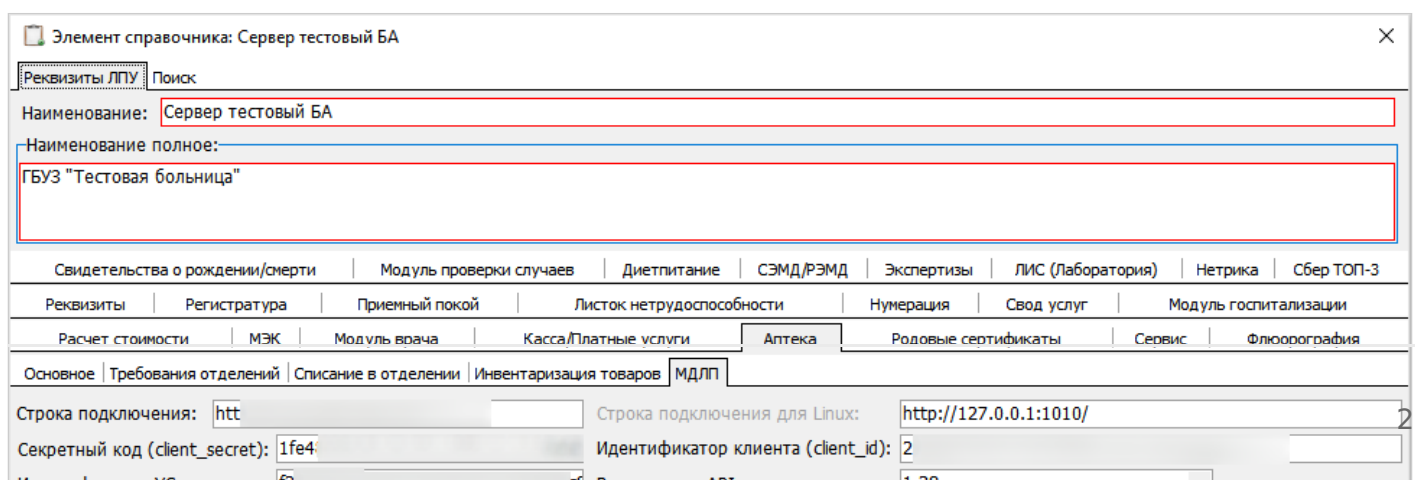 Элемент справочника: Сервер тестовый БА
Реквизиты ЛПУ Поиск
Наименование: Сервер тестовый БА
Наименование полное:
ГБУЗ "Тестовая больница"
Свидетельства о рождении/смерти Модуль проверки случаев Диетпитание СЭМД/РЭМД Экспертизы ЛИС (Лаборатория) Нетрика Сбер ТОП-3
Реквизиты Регистратура Приемный покой Листок нетрудоспособности Нумерация Свод услуг Модуль госпитализации
Расчет стоимости МЭК Модуль врача Касса/Платные услуги Аптека Родовые сертификаты Сервис Флюорография
Основное Требования отделений Списание в отделении Инвентаризация товаров МДЛП
Строка подключения: htt Строка подключения для Linux: http://127.0.0.1:1010/
2
Секретный код (client_secret): 1fe4 Идентификатор клиента (client_id): 2